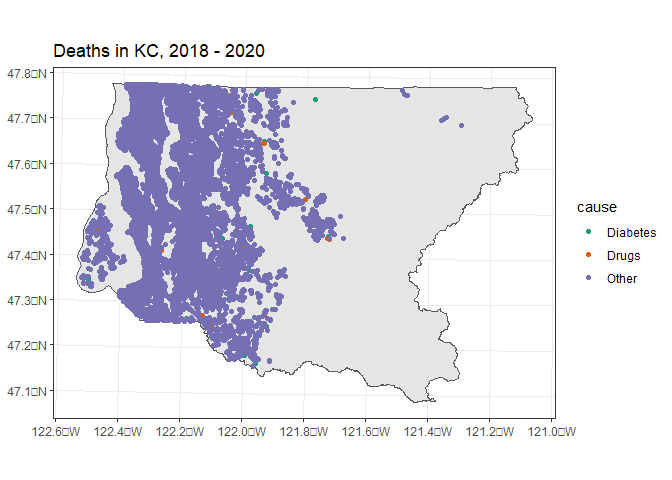 Deaths in KC, 2018 - 2020
47.8▯N
47.7▯N
47.6▯N
47.5▯N
47.4▯N
47.3▯N
47.2▯N
47.1▯N
122.6▯W 122.4▯W 122.2▯W 122.0▯W 121.8▯W 121.6▯W 121.4▯W 121.2▯W 121.0▯W
cause
Diabetes
Drugs
Other